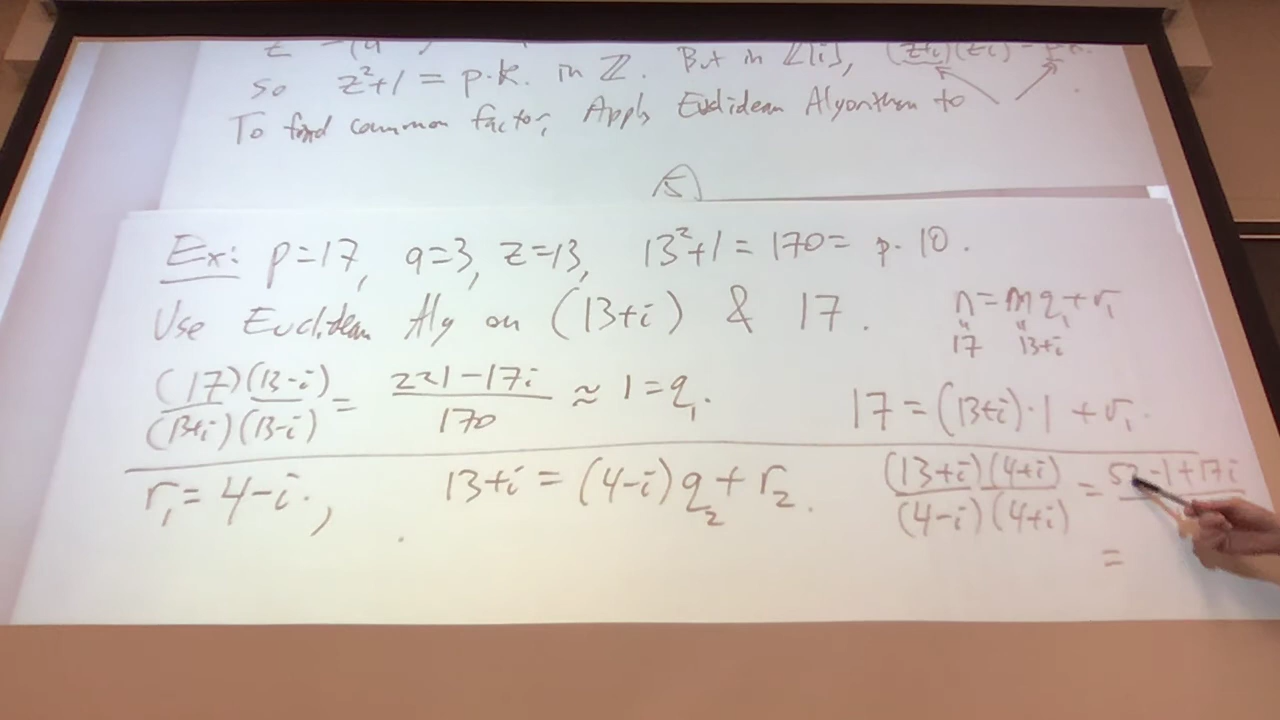 so z²+1 = p·k. in ℤ. But in ℤ[i], (z+i)(z-i) = p·k.
To find common factor, Apply Euclidean Algorithm to
5
Ex: p=17, a=3, z=13, 13²+1 = 170 = p·10.
Use Euclidean Alg on (13+i) & 17.
n = mq₁ + r₁
17 13+i
(17)(13-i) / (13+i)(13-i) = 221-17i / 170 ≈ 1 = q₁.
17 = (13+i)·1 + r₁.
r₁ = 4-i, 13+i = (4-i)q₂ + r₂. (13+i)(4+i) / (4-i)(4+i) = 52-1+17i
=